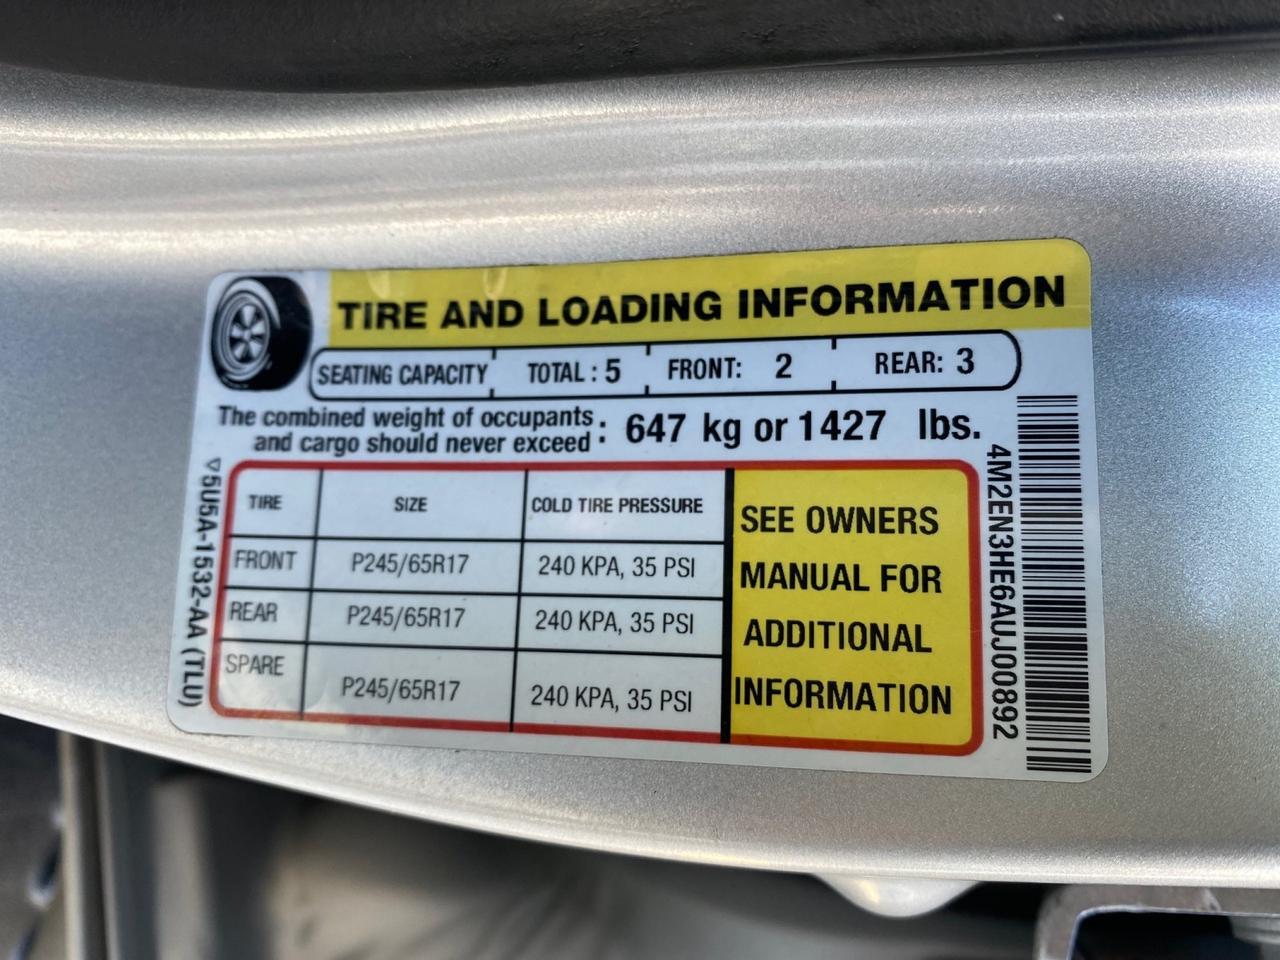 TIRE AND LOADING INFORMATION
SEATING CAPACITY TOTAL : 5 FRONT: 2 REAR: 3
The combined weight of occupants
and cargo should never exceed : 647 kg or 1427 lbs.
TIRE SIZE COLD TIRE PRESSURE
FRONT P245/65R17 240 KPA, 35 PSI
REAR P245/65R17 240 KPA, 35 PSI
SPARE P245/65R17 240 KPA, 35 PSI
SEE OWNERS
MANUAL FOR
ADDITIONAL
INFORMATION
▽5U5A-1532-AA (TLU)
4M2EN3HE6AUJ00892